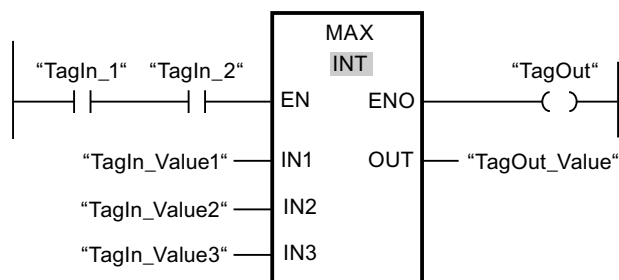 MAX
INT
“TagIn_1“ “TagIn_2“ “TagOut“
EN ENO
“TagIn_Value1“ IN1 OUT “TagOut_Value“
“TagIn_Value2“ IN2
“TagIn_Value3“ IN3